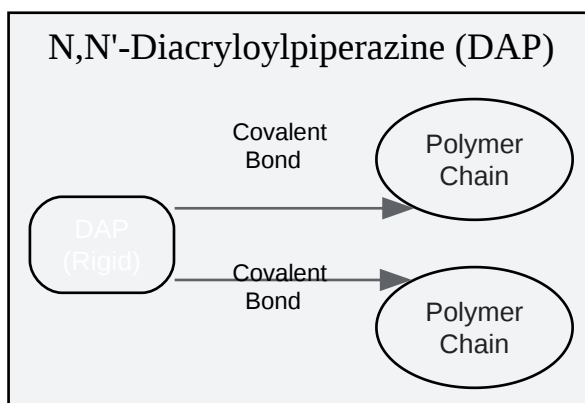 N,N'-Diacryloylpiperazine (DAP)
Covalent
Bond
Polymer
Chain
DAP
(Rigid)
Covalent
Bond
Polymer
Chain